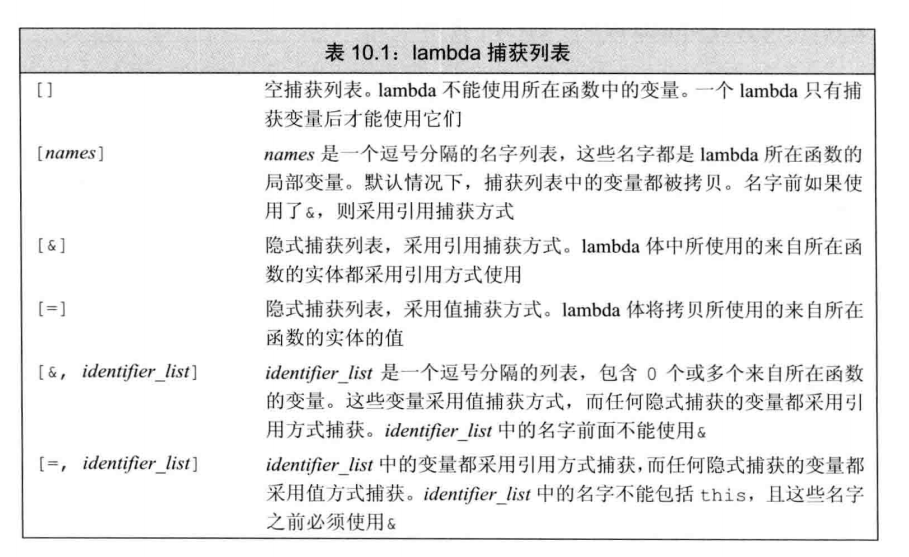 表 10.1：lambda 捕获列表
[] 空捕获列表。lambda 不能使用所在函数中的变量。一个 lambda 只有捕
获变量后才能使用它们
[names] names 是一个逗号分隔的名字列表，这些名字都是 lambda 所在函数的
局部变量。默认情况下，捕获列表中的变量都被拷贝。名字前如果使
用了&，则采用引用捕获方式
[&] 隐式捕获列表，采用引用捕获方式。lambda 体中所使用的来自所在函
数的实体都采用引用方式使用
[=] 隐式捕获列表，采用值捕获方式。lambda 体将拷贝所使用的来自所在
函数的实体的值
[&, identifier_list] identifier_list 是一个逗号分隔的列表，包含 0 个或多个来自所在函数
的变量。这些变量采用值捕获方式，而任何隐式捕获的变量都采用引
用方式捕获。identifier_list 中的名字前面不能使用&
[=, identifier_list] identifier_list 中的变量都采用引用方式捕获，而任何隐式捕获的变量都
采用值方式捕获。identifier_list 中的名字不能包括 this，且这些名字
之前必须使用&